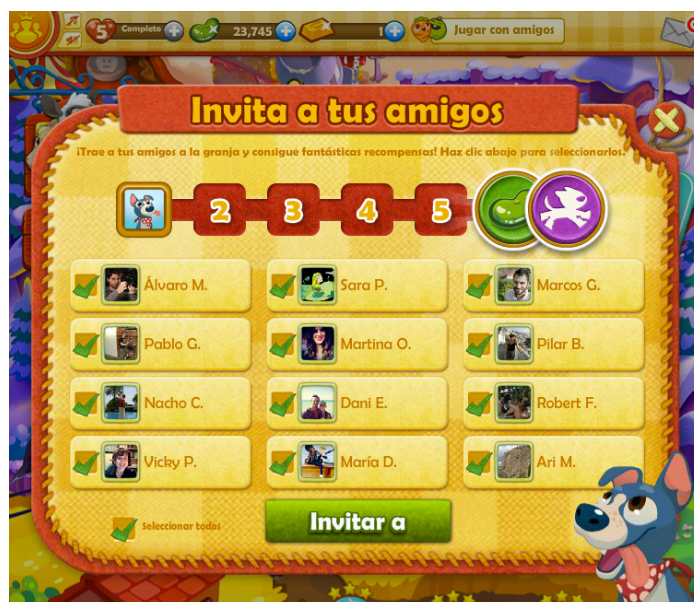 5
Completo
23,745
1
Jugar con amigos
Invita a tus amigos
¡Trae a tus amigos a la granja y consigue fantásticas recompensas! Haz clic abajo para seleccionarlos.
2
3
4
5
Álvaro M.
Sara P.
Marcos G.
Pablo G.
Martina O.
Pilar B.
Nacho C.
Dani E.
Robert F.
Vicky P.
María D.
Ari M.
Seleccionar todos
Invitar a